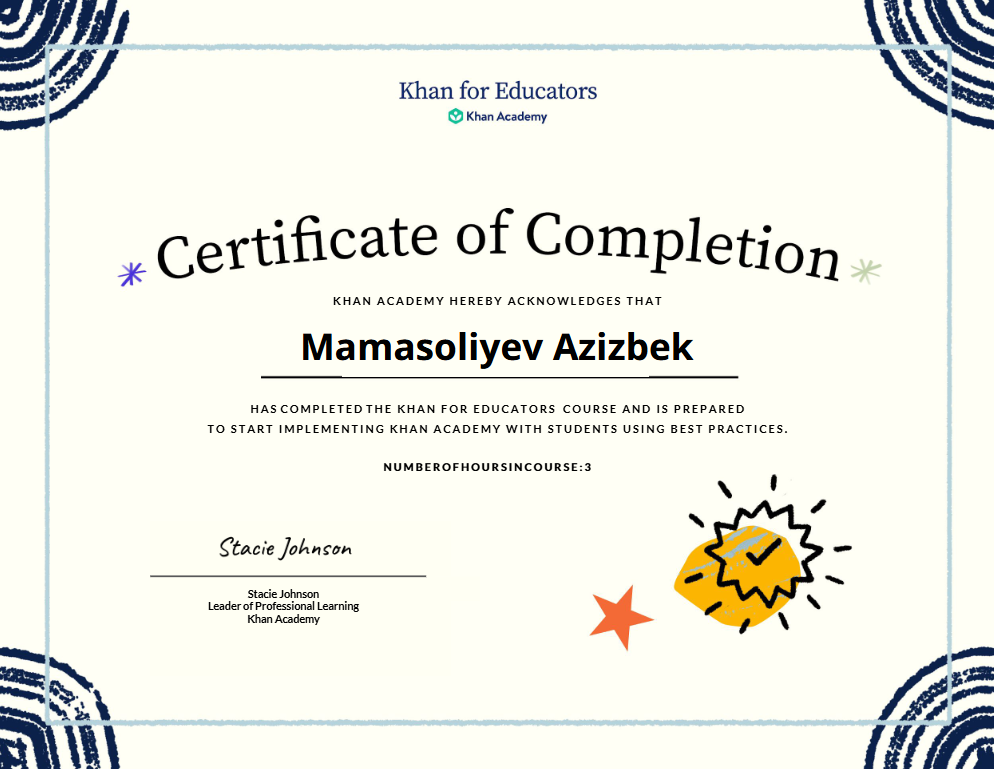 Khan for Educators
Khan Academy
Certificate of Completion
KHAN ACADEMY HEREBY ACKNOWLEDGES THAT
Mamasoliyev Azizbek
HAS COMPLETED THE KHAN FOR EDUCATORS COURSE AND IS PREPARED
TO START IMPLEMENTING KHAN ACADEMY WITH STUDENTS USING BEST PRACTICES.
NUMBEROFHOURSINCOURSE:3
Stacie Johnson
Stacie Johnson
Leader of Professional Learning
Khan Academy